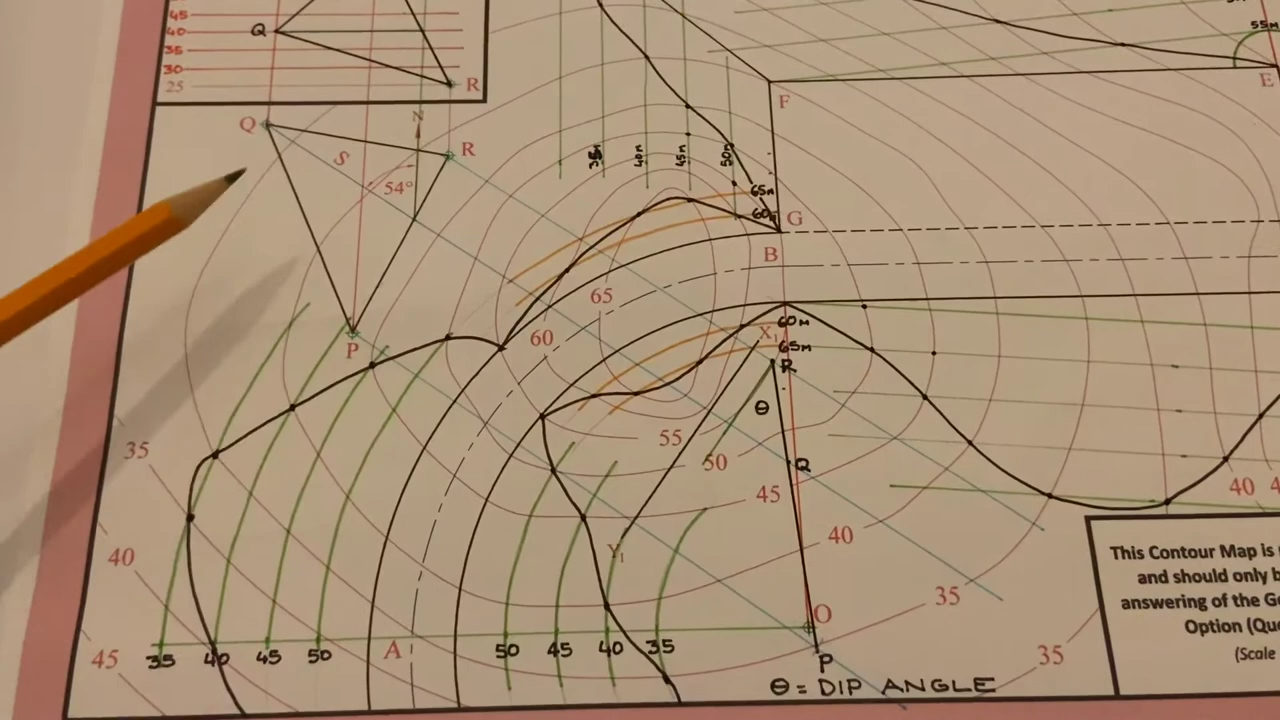 45
40
Q
35
30
25
R
55m
E
F
Q
N
S
R
54°
35m
40m
45m
50m
65m
60m
G
B
65
60
P
X₁
60M
65M
R
θ
55
50
Q
45
40
35
40
Y₁
40
35
35
O
A
45
35
40
45
50
50
45
40
35
P
θ = DIP ANGLE
This Contour Map is
and should only b
answering of the Ge
Option (Que
(Scale